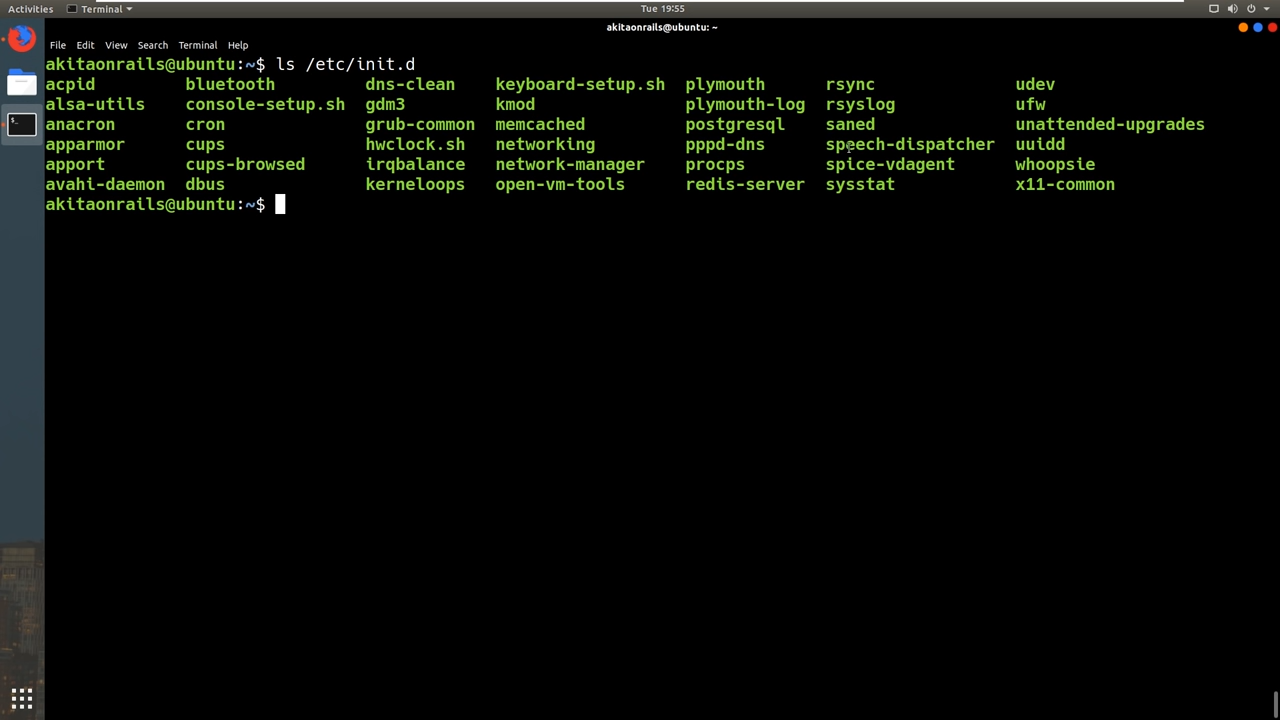 Activities Terminal Tue 19:55
akitaonrails@ubuntu: ~
File Edit View Search Terminal Help
akitaonrails@ubuntu:~$ ls /etc/init.d
acpid bluetooth dns-clean keyboard-setup.sh plymouth rsync udev
alsa-utils console-setup.sh gdm3 kmod plymouth-log rsyslog ufw
anacron cron grub-common memcached postgresql saned unattended-upgrades
apparmor cups hwclock.sh networking pppd-dns speech-dispatcher uuidd
apport cups-browsed irqbalance network-manager procps spice-vdagent whoopsie
avahi-daemon dbus kerneloops open-vm-tools redis-server sysstat x11-common
akitaonrails@ubuntu:~$